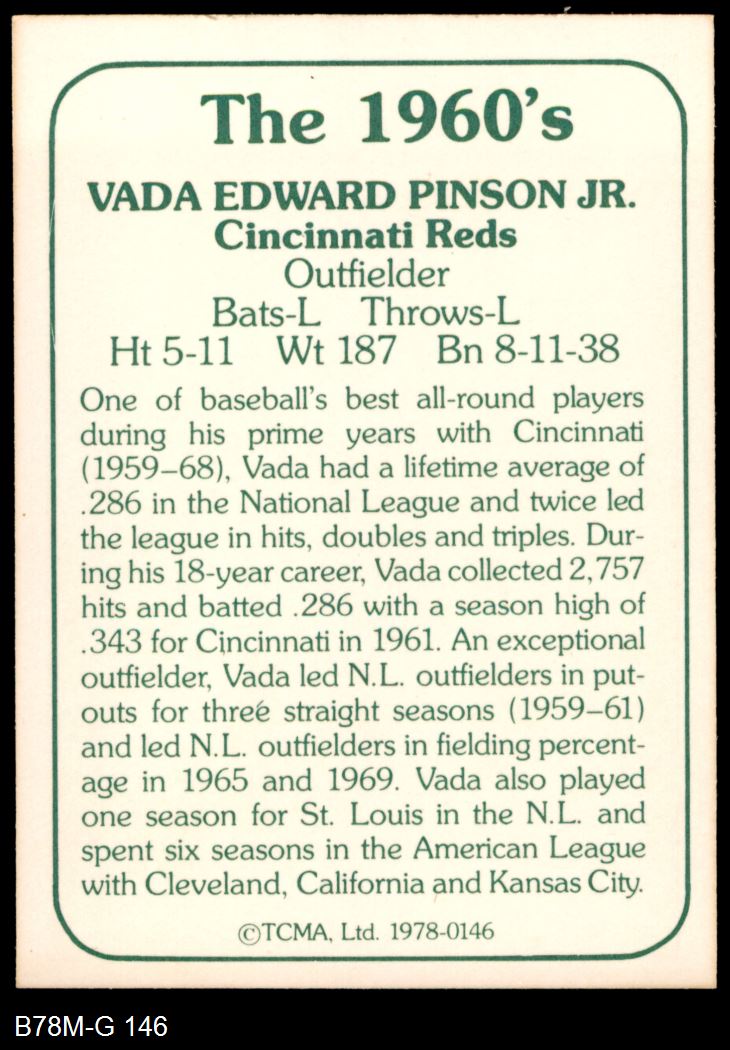 The 1960's
VADA EDWARD PINSON JR.
Cincinnati Reds
Outfielder
Bats-L Throws-L
Ht 5-11 Wt 187 Bn 8-11-38
One of baseball's best all-round players
during his prime years with Cincinnati
(1959–68), Vada had a lifetime average of
.286 in the National League and twice led
the league in hits, doubles and triples. Dur-
ing his 18-year career, Vada collected 2,757
hits and batted .286 with a season high of
.343 for Cincinnati in 1961. An exceptional
outfielder, Vada led N.L. outfielders in put-
outs for three straight seasons (1959–61)
and led N.L. outfielders in fielding percent-
age in 1965 and 1969. Vada also played
one season for St. Louis in the N.L. and
spent six seasons in the American League
with Cleveland, California and Kansas City.
©TCMA, Ltd. 1978-0146
B78M-G 146